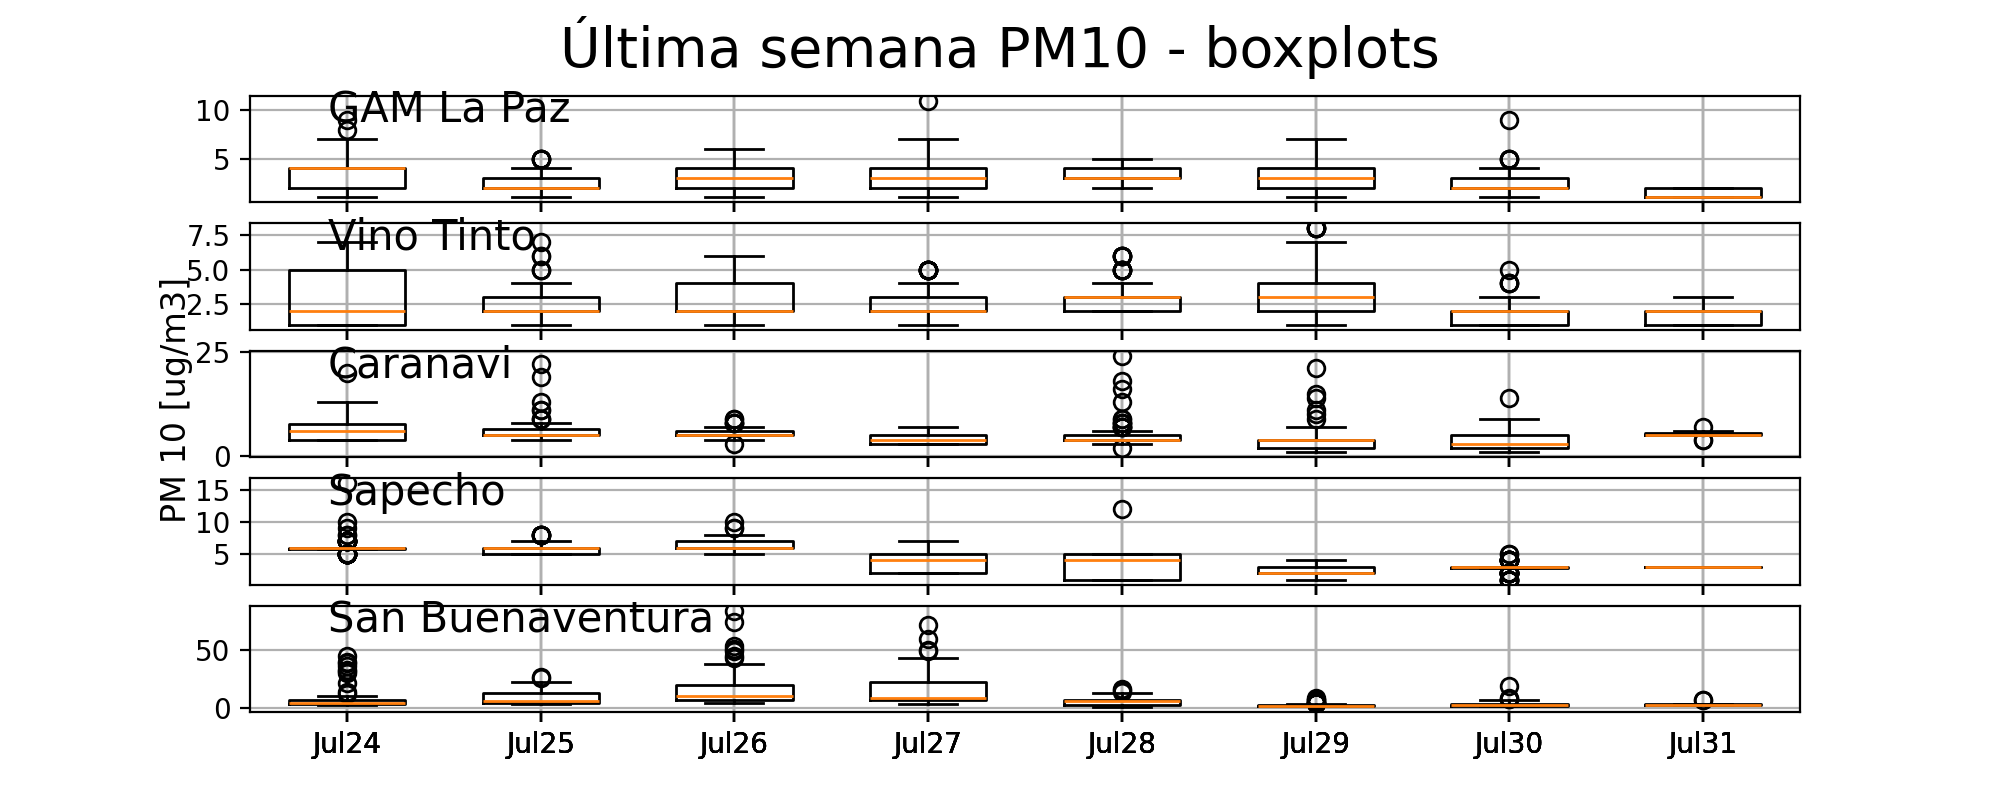 Última semana PM10 - boxplots
PM 10 [ug/m3]
GAM La Paz
10
5
Vino Tinto
7.5
5.0
2.5
Caranavi
25
0
Sapecho
15
10
5
San Buenaventura
50
0
Jul24 Jul25 Jul26 Jul27 Jul28 Jul29 Jul30 Jul31